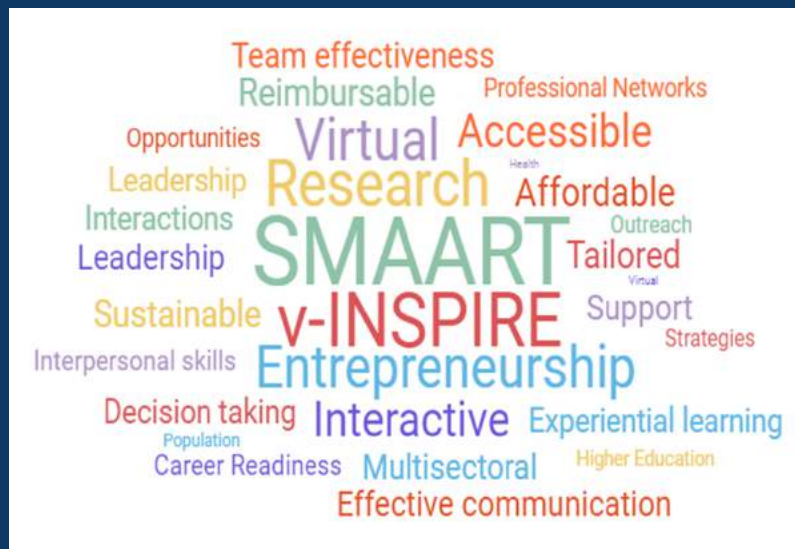 Team effectiveness
Reimbursable
Professional Networks
Opportunities
Virtual
Accessible
Health
Leadership
Research
Affordable
Interactions
SMAART
Outreach
Leadership
Tailored
Virtual
Sustainable
v-INSPIRE
Support
Strategies
Interpersonal skills
Entrepreneurship
Decision taking
Interactive
Experiential learning
Population
Career Readiness
Multisectoral
Higher Education
Effective communication